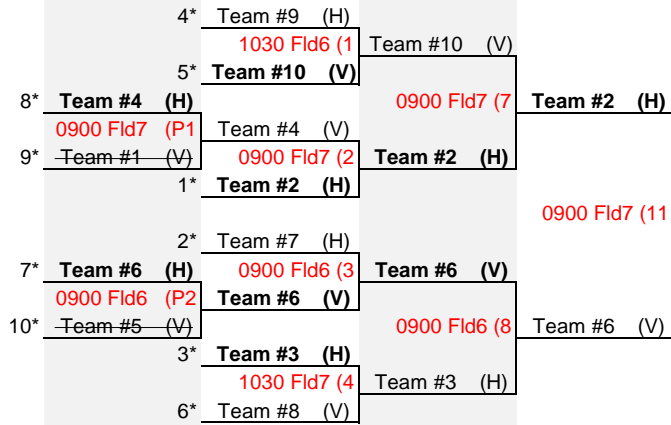 4* Team #9 (H)
1030 Fld6 (1 Team #10 (V)
5* Team #10 (V)
8* Team #4 (H) 0900 Fld7 (7 Team #2 (H)
0900 Fld7 (P1 Team #4 (V)
9* Team #1 (V) 0900 Fld7 (2 Team #2 (H)
1* Team #2 (H)
0900 Fld7 (11
2* Team #7 (H)
7* Team #6 (H) 0900 Fld6 (3 Team #6 (V)
0900 Fld6 (P2 Team #6 (V)
10* Team #5 (V) 0900 Fld6 (8 Team #6 (V)
3* Team #3 (H)
1030 Fld7 (4 Team #3 (H)
6* Team #8 (V)